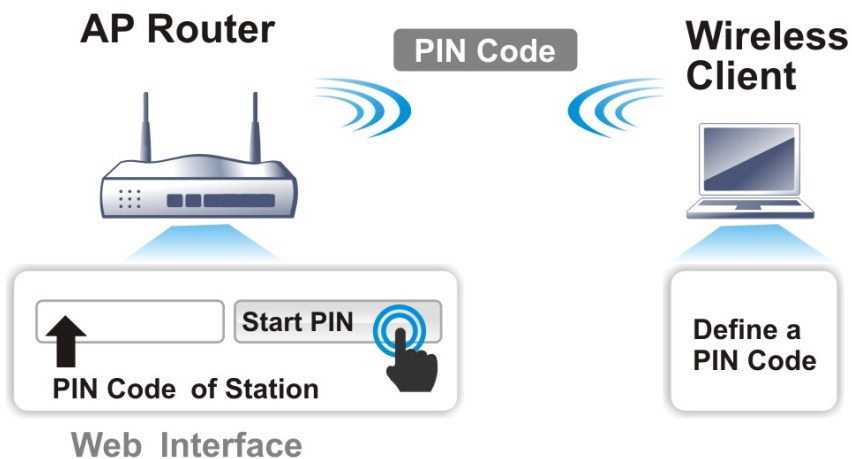 AP Router
PIN Code
Wireless
Client
Start PIN
PIN Code of Station
Web Interface
Define a
PIN Code